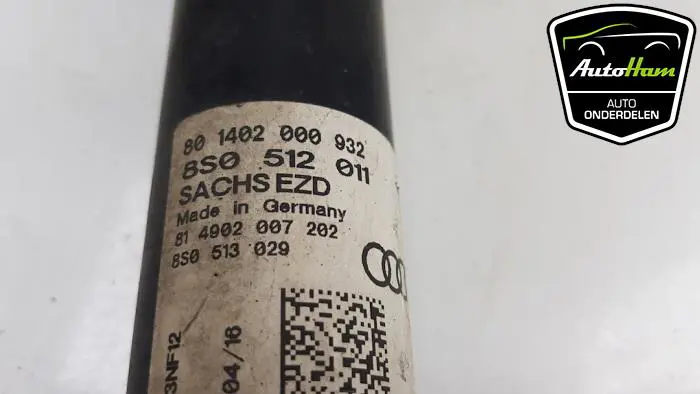 80 1402 000 932
8S0 512 011
SACHS EZD
Made in Germany
81 4902 007 202
8S0 513 029
3NF12
04/16
AutoHam
AUTO
ONDERDELEN